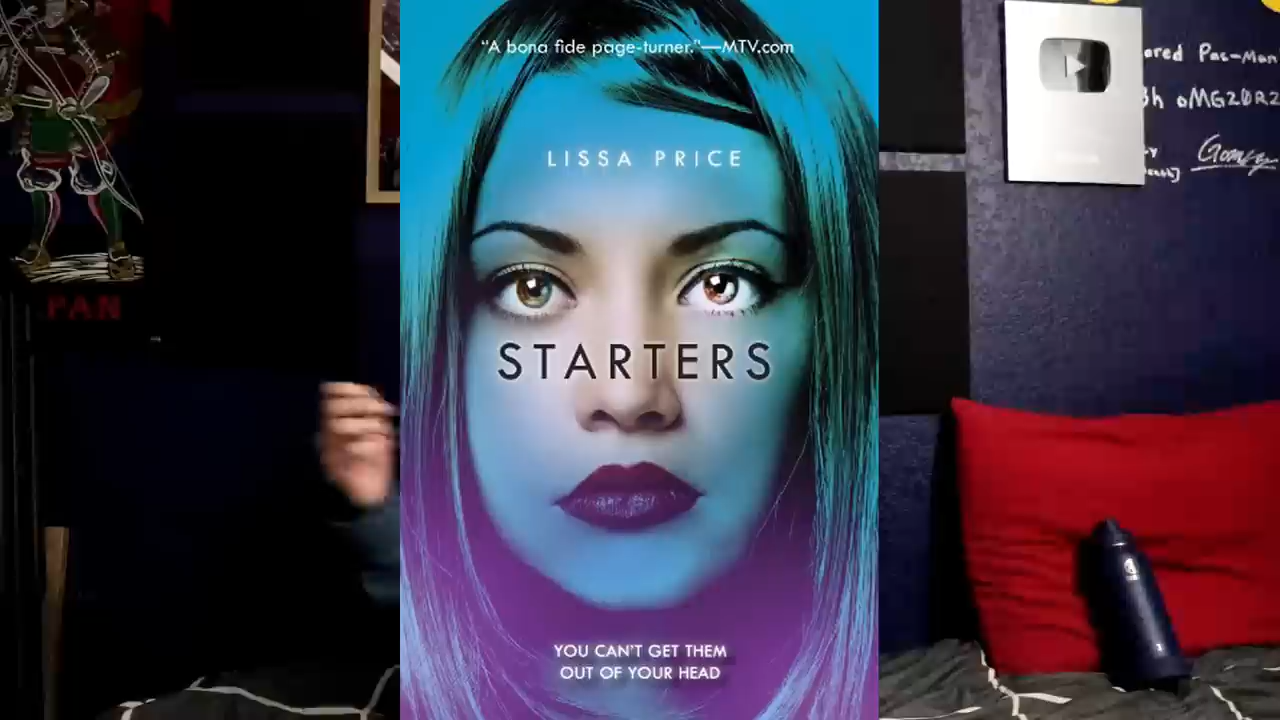 PAN
“A bona fide page-turner.”—MTV.com
LISSA PRICE
STARTERS
YOU CAN'T GET THEM
OUT OF YOUR HEAD
ored Pac-Man